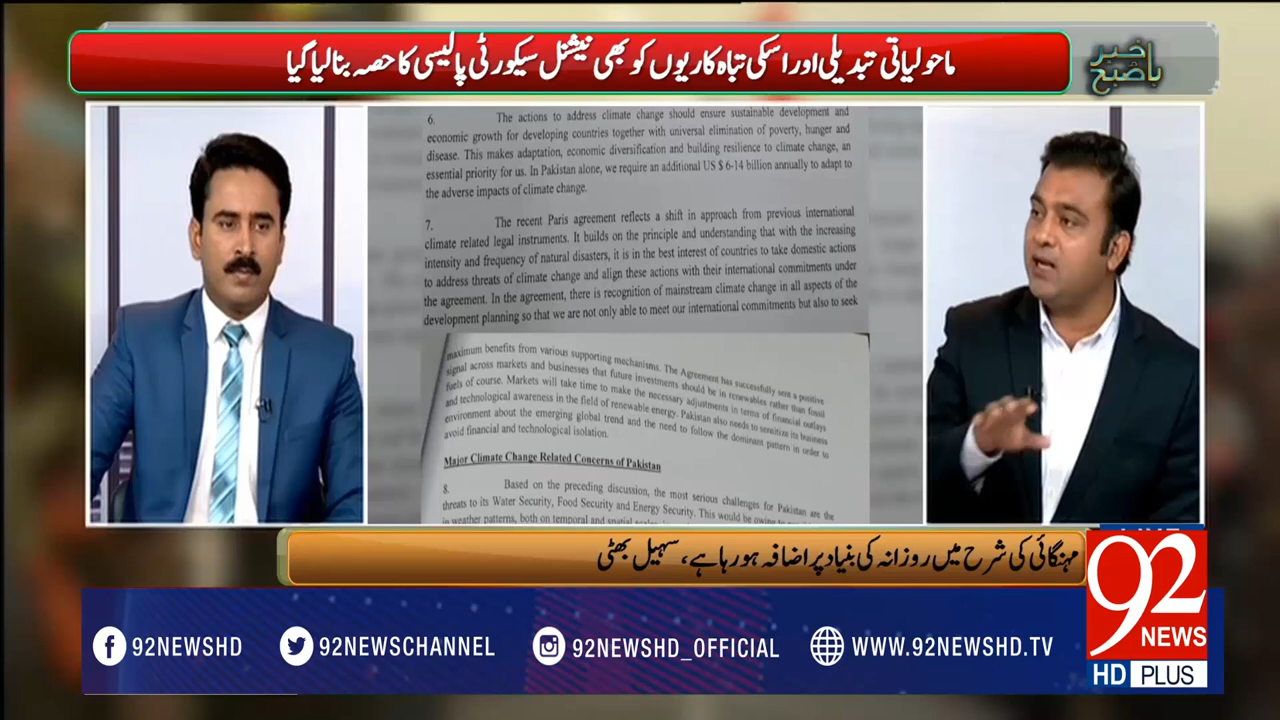 ماحولیاتی تبدیلی اور اسکی تباہ کاریوں کو بھی نیشنل سیکورٹی پالیسی کا حصہ بنا لیا گیا
باخبر صبح
6. The actions to address climate change should ensure sustainable development and
economic growth for developing countries together with universal elimination of poverty, hunger and
disease. This makes adaptation, economic diversification and building resilience to climate change, an
essential priority for us. In Pakistan alone, we require an additional US $ 6-14 billion annually to adapt to
the adverse impacts of climate change.
7. The recent Paris agreement reflects a shift in approach from previous international
climate related legal instruments. It builds on the principle and understanding that with the increasing
intensity and frequency of natural disasters, it is in the best interest of countries to take domestic actions
to address threats of climate change and align these actions with their international commitments under
the agreement. In the agreement, there is recognition of mainstream climate change in all aspects of the
development planning so that we are not only able to meet our international commitments but also to seek
maximum benefits from various supporting mechanisms. The Agreement has successfully sent a positive
signal across markets and businesses that future investments should be in renewables rather than fossil
fuels of course. Markets will take time to make the necessary adjustments in terms of financial outlays
and technological awareness in the field of renewable energy. Pakistan also needs to sensitize its business
environment about the emerging global trend and the need to follow the dominant pattern in order to
avoid financial and technological isolation.
Major Climate Change Related Concerns of Pakistan
8. Based on the preceding discussion, the most serious challenges for Pakistan are the
threats to its Water Security, Food Security and Energy Security. This would be owing to
in weather patterns, both on temporal and spatial
مہنگائی کی شرح میں روزانہ کی بنیاد پر اضافہ ہو رہا ہے، سہیل بھٹی
LIVE
92
NEWS
HD PLUS
92NEWSHD
92NEWSCHANNEL
92NEWSHD_OFFICIAL
WWW.92NEWSHD.TV